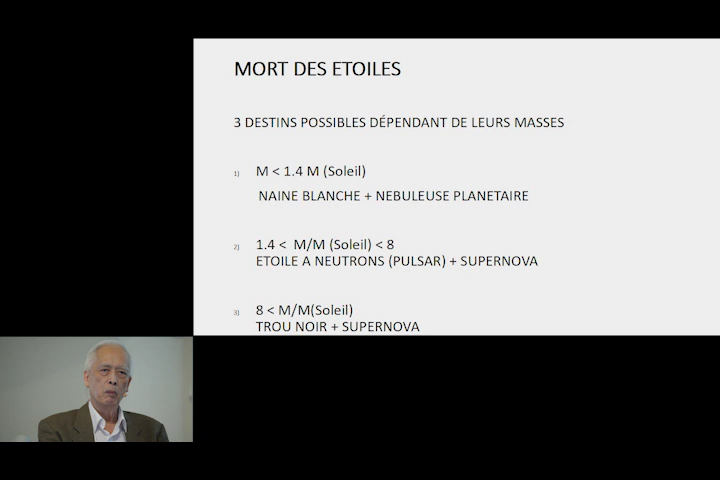 MORT DES ETOILES
3 DESTINS POSSIBLES DÉPENDANT DE LEURS MASSES
1) M < 1.4 M (Soleil)
NAINE BLANCHE + NEBULEUSE PLANETAIRE
2) 1.4 < M/M (Soleil) < 8
ETOILE A NEUTRONS (PULSAR) + SUPERNOVA
3) 8 < M/M(Soleil)
TROU NOIR + SUPERNOVA